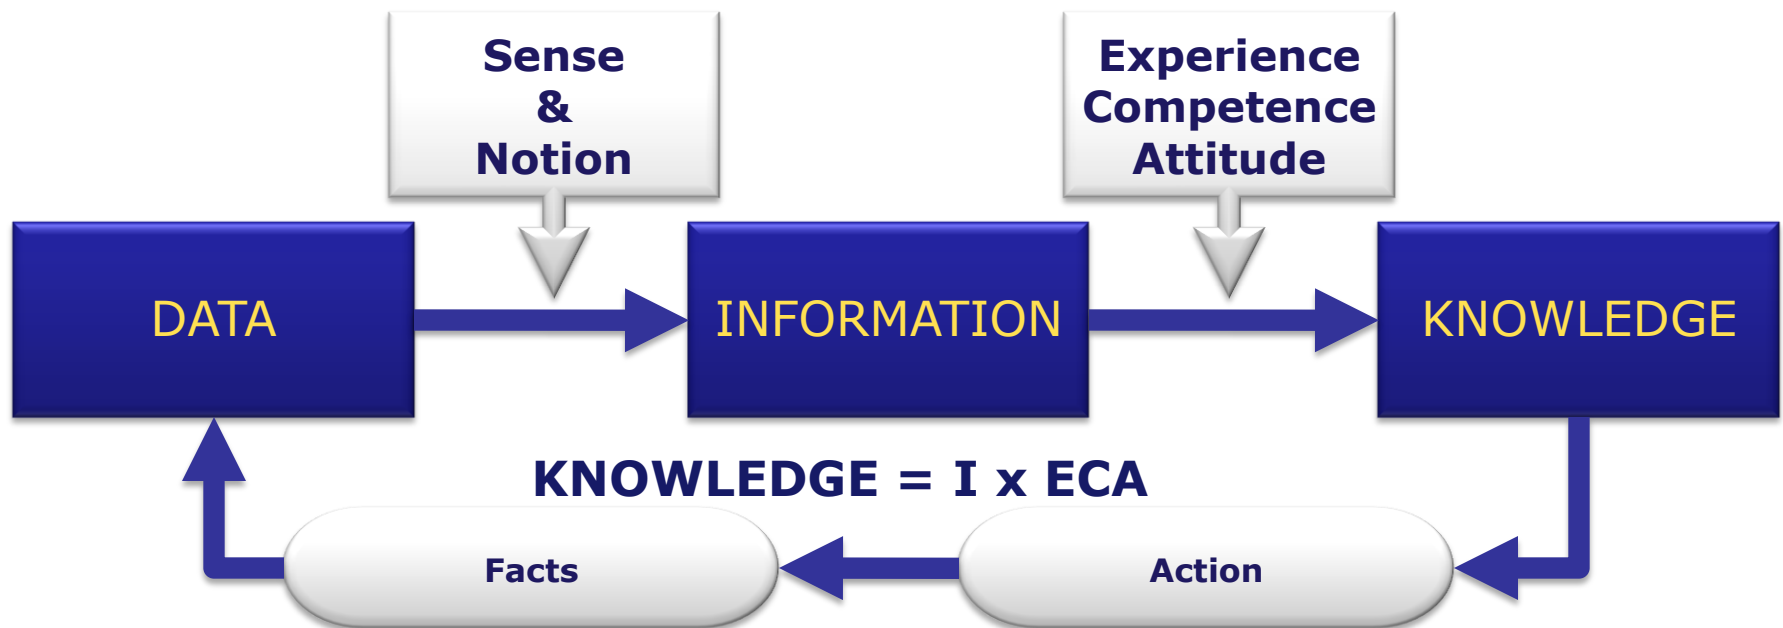 Sense
&
Notion
Experience
Competence
Attitude
DATA
INFORMATION
KNOWLEDGE
KNOWLEDGE = I x ECA
Facts
Action